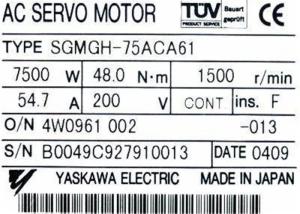 AC SERVO MOTOR TÜV Bauart geprüft CE
PRODUCT SERVICE
TYPE SGMGH-75ACA61
7500 W 48.0 N·m 1500 r/min
54.7 A 200 V CONT ins. F
O/N 4W0961 002 -013
S/N B0049C927910013 DATE 0409
YASKAWA ELECTRIC MADE IN JAPAN